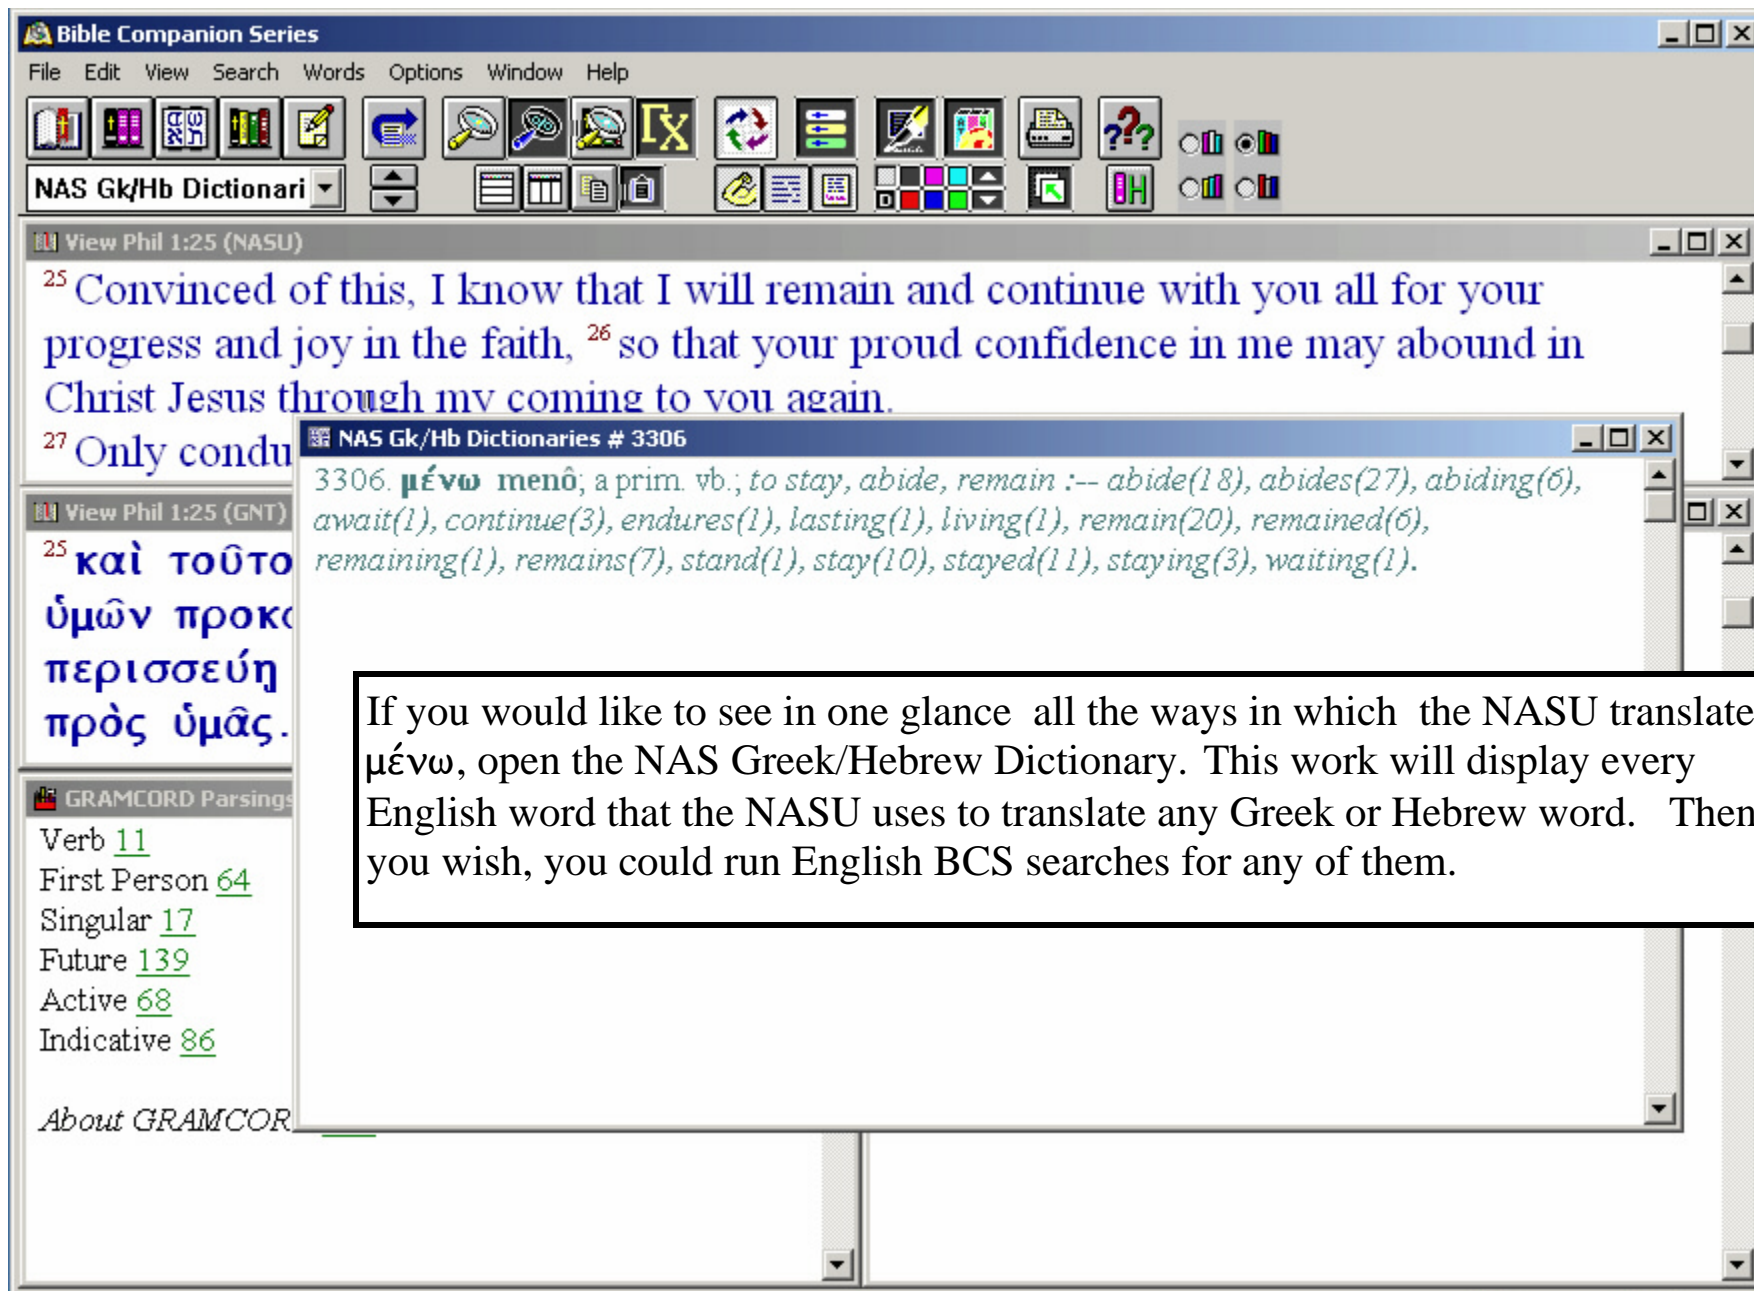 Bible Companion Series
File Edit View Search Words Options Window Help
NAS Gk/Hb Dictionari
View Phil 1:25 (NASU)
25 Convinced of this, I know that I will remain and continue with you all for your
progress and joy in the faith, 26 so that your proud confidence in me may abound in
Christ Jesus through my coming to you again.
27 Only condu
NAS Gk/Hb Dictionaries # 3306
3306. μένω menô; a prim. vb.; to stay, abide, remain :-- abide(18), abides(27), abiding(6),
await(1), continue(3), endures(1), lasting(1), living(1), remain(20), remained(6),
remaining(1), remains(7), stand(1), stay(10), stayed(11), staying(3), waiting(1).
View Phil 1:25 (GNT)
25 καὶ τοῦτο
ὑμῶν προκο
περισσεύῃ
πρὸς ὑμᾶς.
If you would like to see in one glance all the ways in which the NASU translate
μένω, open the NAS Greek/Hebrew Dictionary. This work will display every
English word that the NASU uses to translate any Greek or Hebrew word. Then
you wish, you could run English BCS searches for any of them.
GRAMCORD Parsings
Verb 11
First Person 64
Singular 17
Future 139
Active 68
Indicative 86
About GRAMCOR